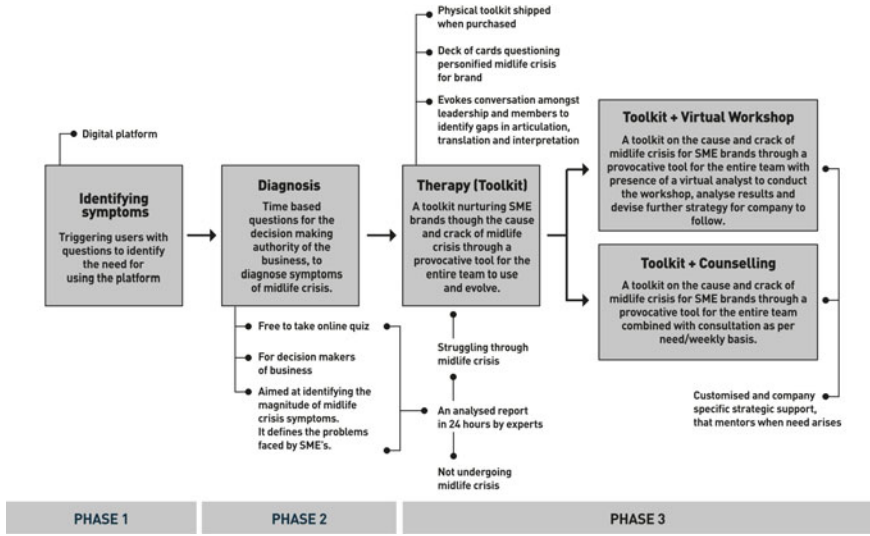 Physical toolkit shipped
when purchased
Deck of cards questioning
personified midlife crisis
for brand
Evokes conversation amongst
leadership and members to
identify gaps in articulation,
translation and interpretation
Digital platform
Identifying
symptoms
Triggering users with
questions to identify
the need for
using the platform
Diagnosis
Time based
questions for the
decision making
authority of the
business, to
diagnose symptoms
of midlife crisis.
Therapy (Toolkit)
A toolkit nurturing SME
brands though the cause
and crack of midlife
crisis through a
provocative tool for the
entire team to use
and evolve.
Toolkit + Virtual Workshop
A toolkit on the cause and crack of
midlife crisis for SME brands through a
provocative tool for the entire team with
presence of a virtual analyst to conduct
the workshop, analyse results and
devise further strategy for company to
follow.
Toolkit + Counselling
A toolkit on the cause and crack of
midlife crisis for SME brands through a
provocative tool for the entire team
combined with consultation as per
need/weekly basis.
Free to take online quiz
For decision makers
of business
Aimed at identifying the
magnitude of midlife
crisis symptoms.
It defines the problems
faced by SME's.
Struggling through
midlife crisis
An analysed report
in 24 hours by experts
Not undergoing
midlife crisis
Customised and company
specific strategic support,
that mentors when need arises
PHASE 1
PHASE 2
PHASE 3